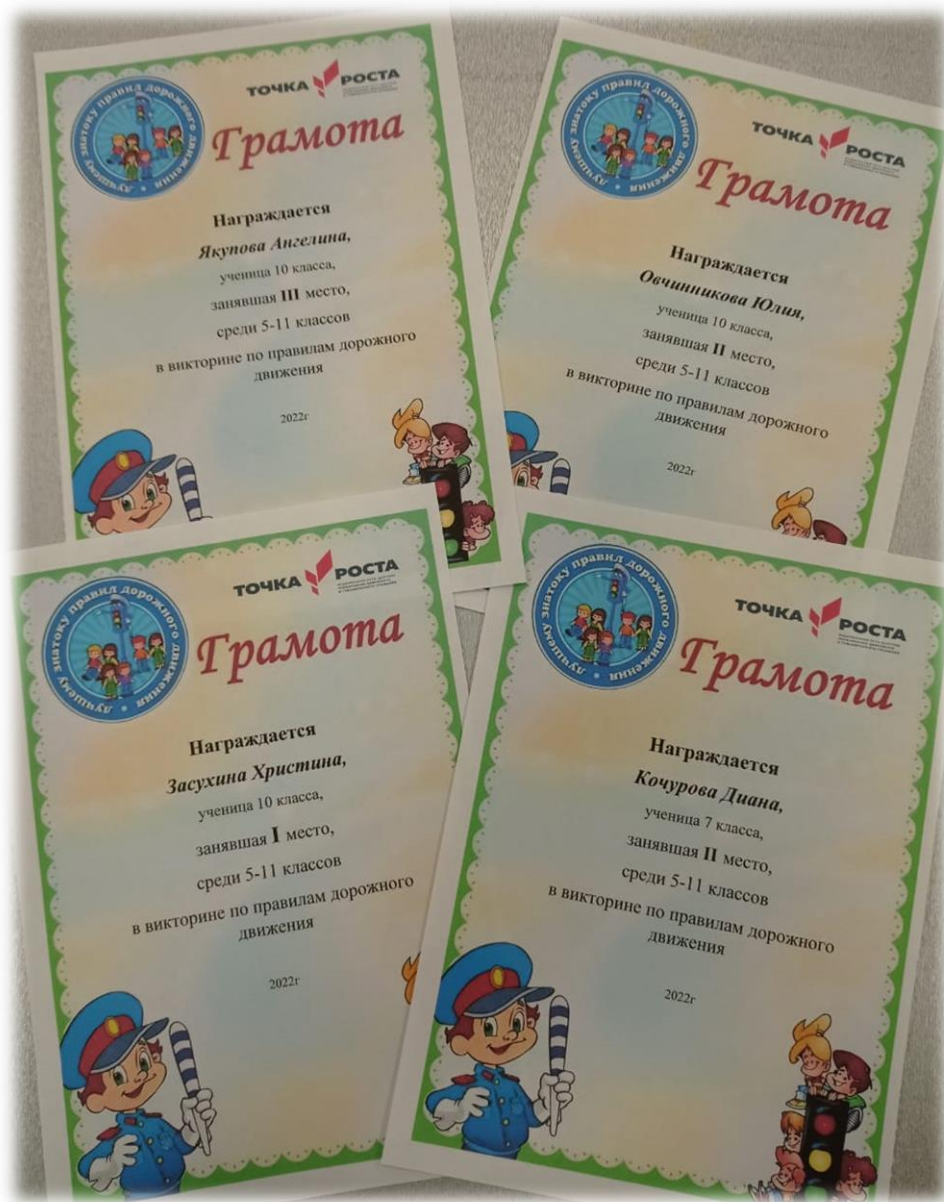 лучшему знатоку правил дорожного движения
ТОЧКА РОСТА
Грамота
Награждается
Якупова Ангелина,
ученица 10 класса,
занявшая III место,
среди 5-11 классов
в викторине по правилам дорожного
движения
2022г
лучшему знатоку правил дорожного движения
ТОЧКА РОСТА
Грамота
Награждается
Овчинникова Юлия,
ученица 10 класса,
занявшая II место,
среди 5-11 классов
в викторине по правилам дорожного
движения
2022г
лучшему знатоку правил дорожного движения
ТОЧКА РОСТА
Грамота
Награждается
Засухина Христина,
ученица 10 класса,
занявшая I место,
среди 5-11 классов
в викторине по правилам дорожного
движения
2022г
лучшему знатоку правил дорожного движения
ТОЧКА РОСТА
Грамота
Награждается
Кочурова Диана,
ученица 7 класса,
занявшая II место,
среди 5-11 классов
в викторине по правилам дорожного
движения
2022г